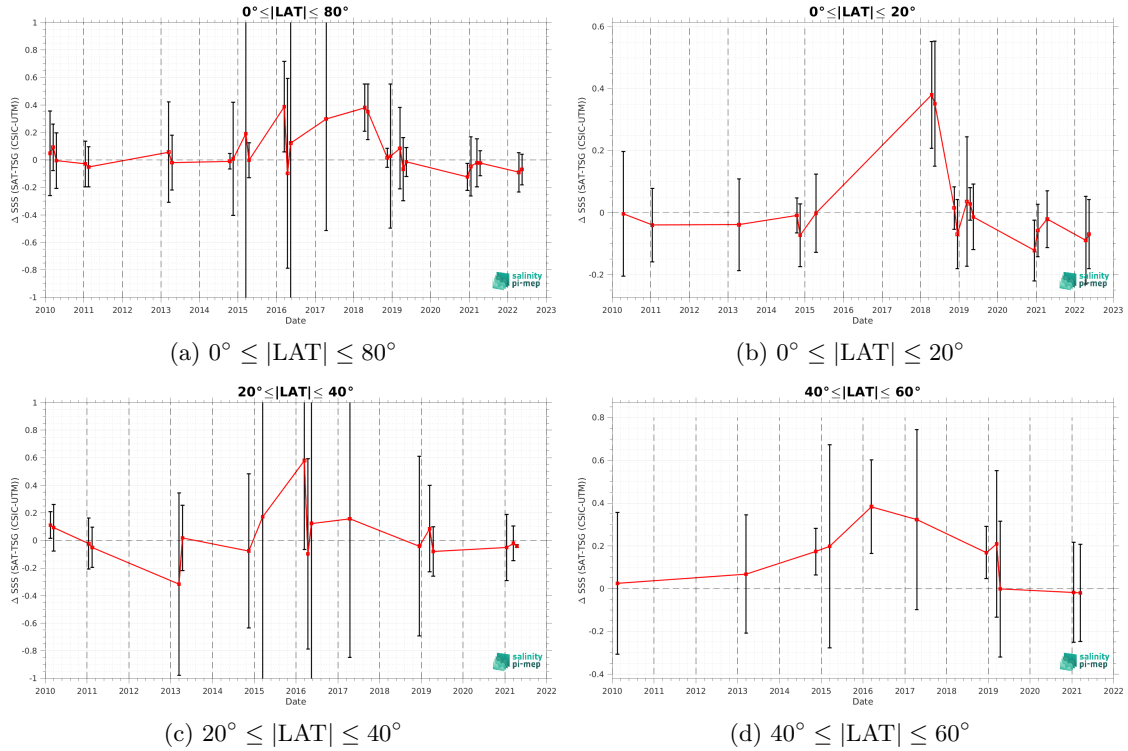 0°≤|LAT|≤ 80°
Δ SSS (SAT-TSG (CSIC-UTM))
1
0.8
0.6
0.4
0.2
0
-0.2
-0.4
-0.6
-0.8
-1
2010 2011 2012 2013 2014 2015 2016 2017 2018 2019 2020 2021 2022 2023
Date
salinity
pi-mep
(a) 0° ≤ |LAT| ≤ 80°
0°≤|LAT|≤ 20°
Δ SSS (SAT-TSG (CSIC-UTM))
0.6
0.4
0.2
0
-0.2
2010 2011 2012 2013 2014 2015 2016 2017 2018 2019 2020 2021 2022 2023
Date
salinity
pi-mep
(b) 0° ≤ |LAT| ≤ 20°
20°≤|LAT|≤ 40°
Δ SSS (SAT-TSG (CSIC-UTM))
1
0.8
0.6
0.4
0.2
0
-0.2
-0.4
-0.6
-0.8
-1
2010 2011 2012 2013 2014 2015 2016 2017 2018 2019 2020 2021 2022
Date
salinity
pi-mep
(c) 20° ≤ |LAT| ≤ 40°
40°≤|LAT|≤ 60°
Δ SSS (SAT-TSG (CSIC-UTM))
0.8
0.6
0.4
0.2
0
-0.2
-0.4
2010 2011 2012 2013 2014 2015 2016 2017 2018 2019 2020 2021 2022
Date
salinity
pi-mep
(d) 40° ≤ |LAT| ≤ 60°